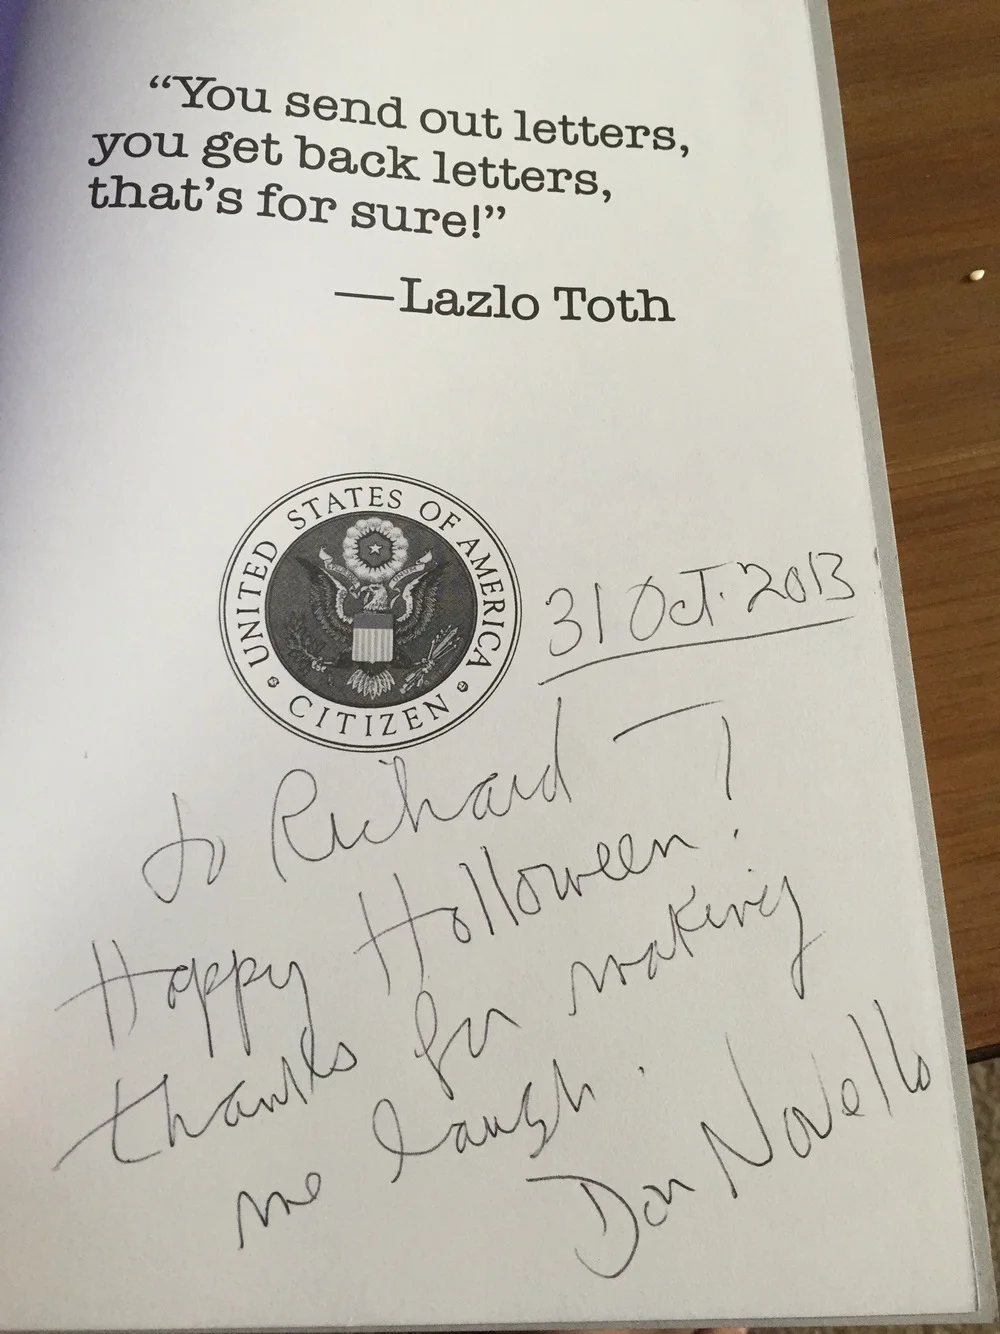 “You send out letters,
you get back letters,
that’s for sure!”
—Lazlo Toth
UNITED STATES OF AMERICA
CITIZEN
31 Oct. 2013
to Richard —
Happy Holloween!
thanks for making
me laugh.
Don Novello